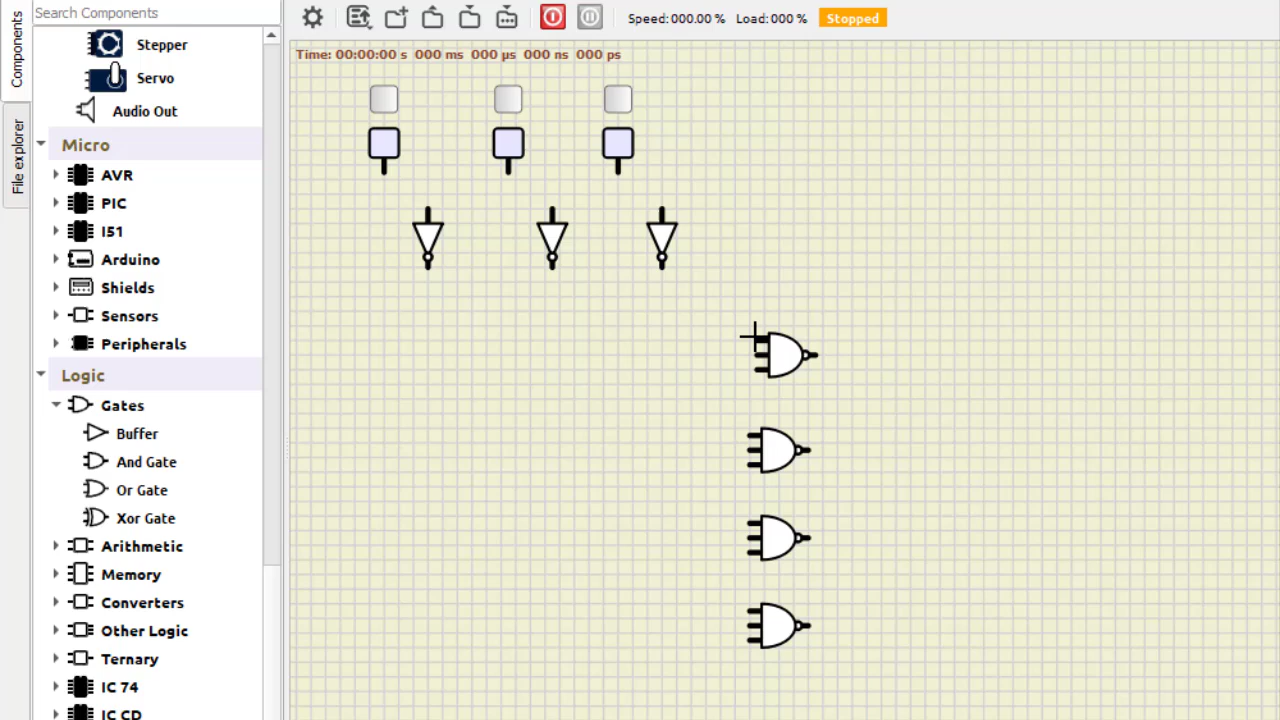 Components
File explorer
Search Components
Stepper
Servo
Audio Out
Micro
AVR
PIC
I51
Arduino
Shields
Sensors
Peripherals
Logic
Gates
Buffer
And Gate
Or Gate
Xor Gate
Arithmetic
Memory
Converters
Other Logic
Ternary
IC 74
IC CD
Speed: 000.00 % Load: 000 % Stopped
Time: 00:00:00 s 000 ms 000 µs 000 ns 000 ps